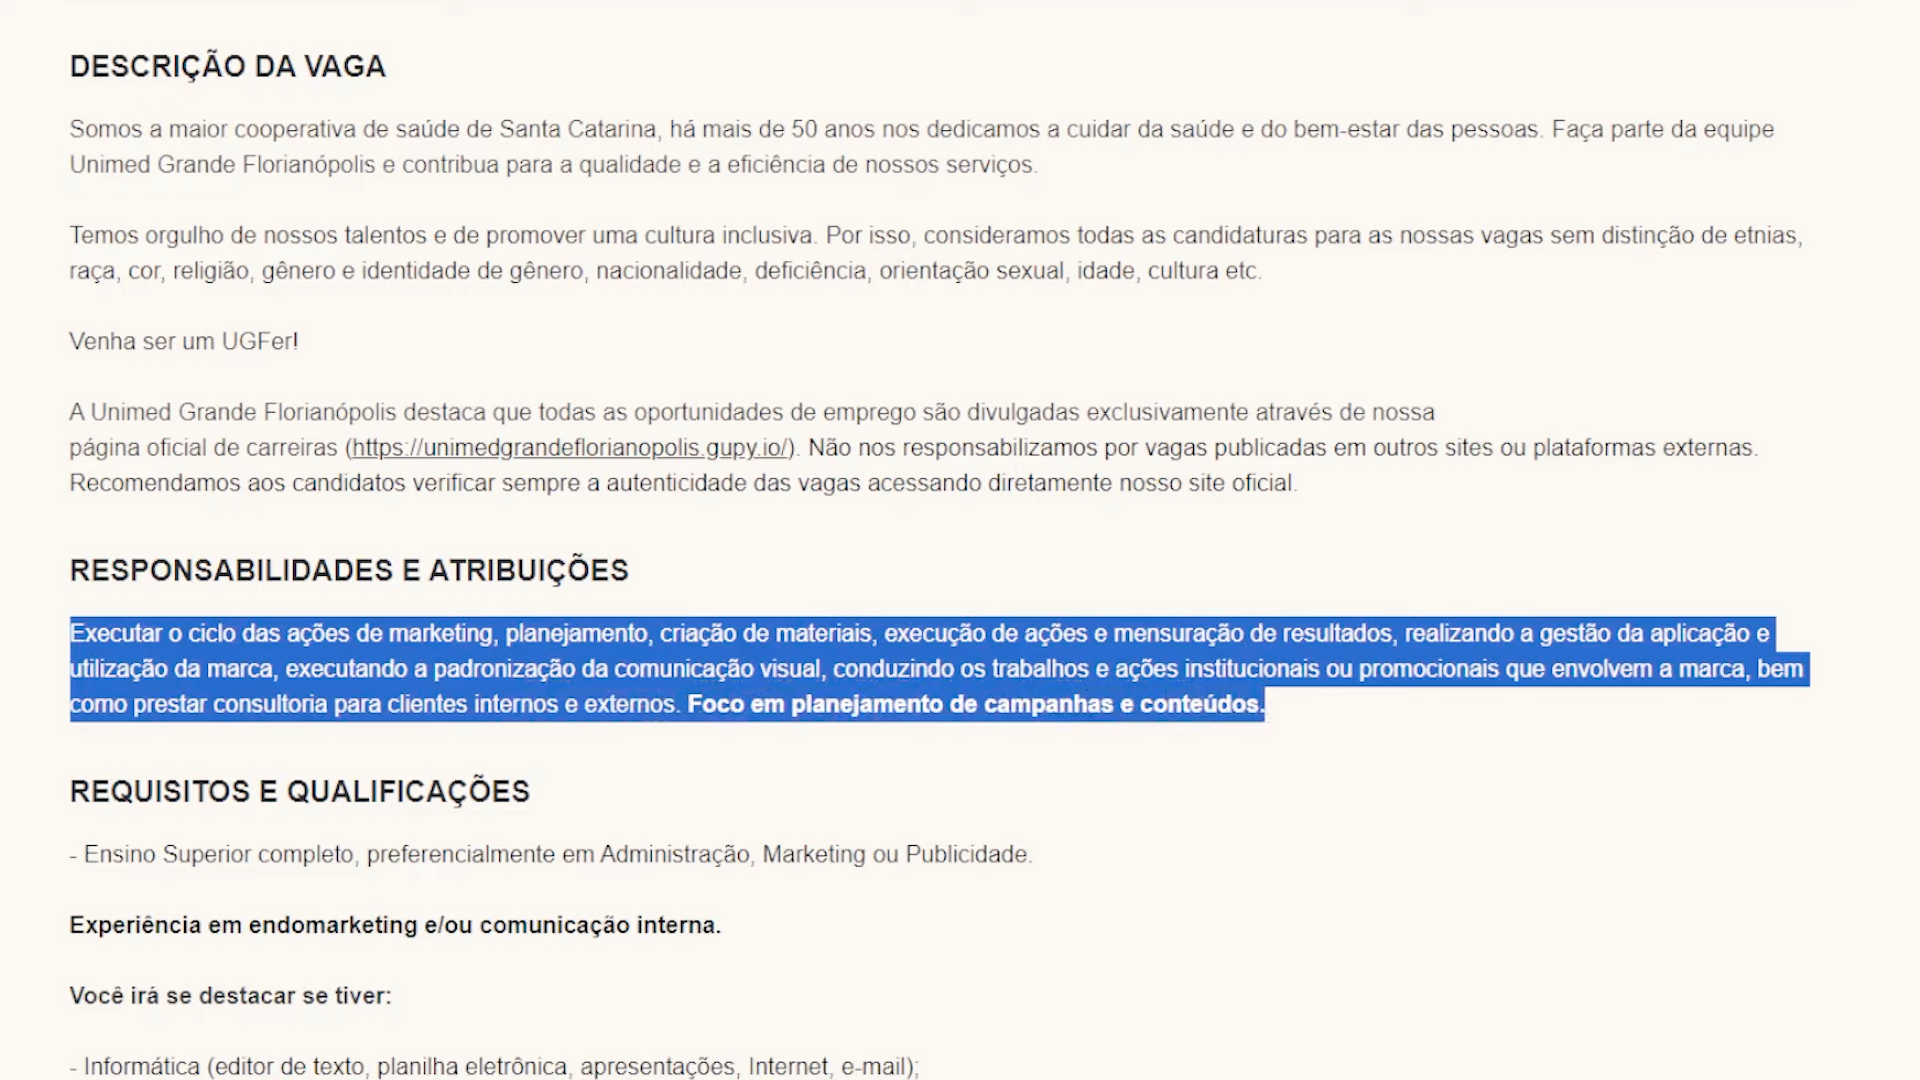 DESCRIÇÃO DA VAGA
Somos a maior cooperativa de saúde de Santa Catarina, há mais de 50 anos nos dedicamos a cuidar da saúde e do bem-estar das pessoas. Faça parte da equipe
Unimed Grande Florianópolis e contribua para a qualidade e a eficiência de nossos serviços.
Temos orgulho de nossos talentos e de promover uma cultura inclusiva. Por isso, consideramos todas as candidaturas para as nossas vagas sem distinção de etnias,
raça, cor, religião, gênero e identidade de gênero, nacionalidade, deficiência, orientação sexual, idade, cultura etc.
Venha ser um UGFer!
A Unimed Grande Florianópolis destaca que todas as oportunidades de emprego são divulgadas exclusivamente através de nossa
página oficial de carreiras (https://unimedgrandeflorianopolis.gupy.io/). Não nos responsabilizamos por vagas publicadas em outros sites ou plataformas externas.
Recomendamos aos candidatos verificar sempre a autenticidade das vagas acessando diretamente nosso site oficial.
RESPONSABILIDADES E ATRIBUIÇÕES
Executar o ciclo das ações de marketing, planejamento, criação de materiais, execução de ações e mensuração de resultados, realizando a gestão da aplicação e
utilização da marca, executando a padronização da comunicação visual, conduzindo os trabalhos e ações institucionais ou promocionais que envolvem a marca, bem
como prestar consultoria para clientes internos e externos. Foco em planejamento de campanhas e conteúdos.
REQUISITOS E QUALIFICAÇÕES
- Ensino Superior completo, preferencialmente em Administração, Marketing ou Publicidade.
Experiência em endomarketing e/ou comunicação interna.
Você irá se destacar se tiver:
- Informática (editor de texto, planilha eletrônica, apresentações, Internet, e-mail);